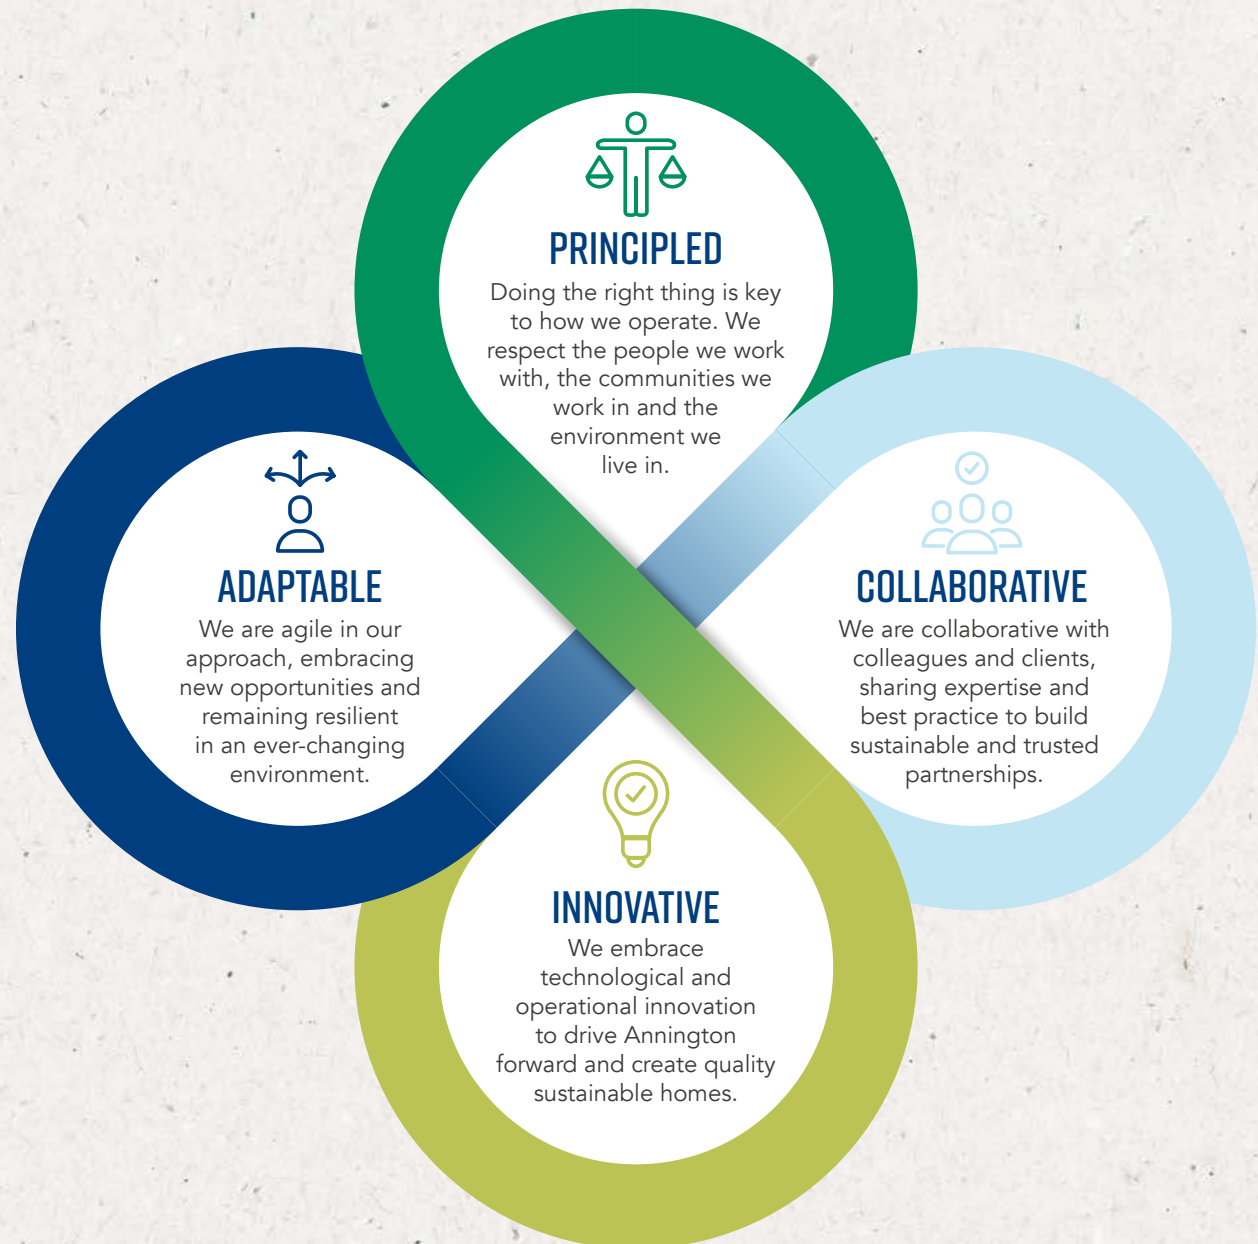 PRINCIPLED
Doing the right thing is key
to how we operate. We
respect the people we work
with, the communities we
work in and the
environment we
live in.
ADAPTABLE
We are agile in our
approach, embracing
new opportunities and
remaining resilient
in an ever-changing
environment.
COLLABORATIVE
We are collaborative with
colleagues and clients,
sharing expertise and
best practice to build
sustainable and trusted
partnerships.
INNOVATIVE
We embrace
technological and
operational innovation
to drive Annington
forward and create quality
sustainable homes.